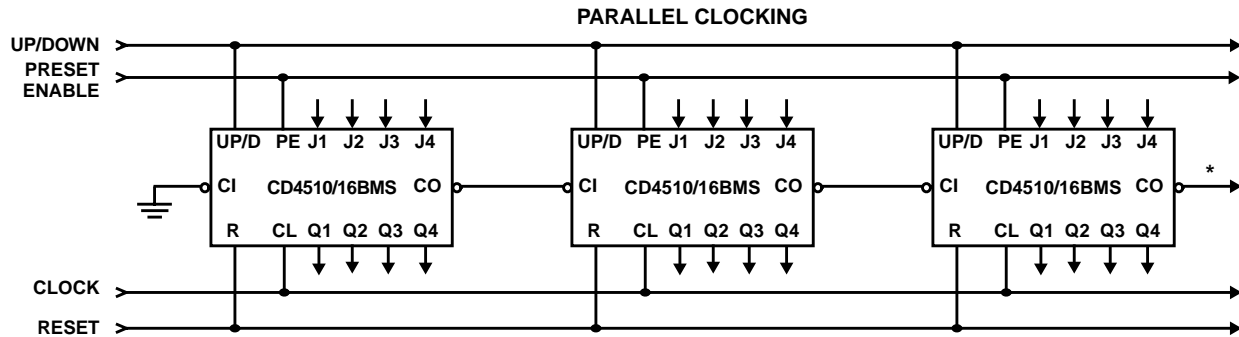 PARALLEL CLOCKING
UP/DOWN
PRESET
ENABLE
UP/D PE J1 J2 J3 J4
CI CD4510/16BMS CO
R CL Q1 Q2 Q3 Q4
UP/D PE J1 J2 J3 J4
CI CD4510/16BMS CO
R CL Q1 Q2 Q3 Q4
UP/D PE J1 J2 J3 J4
CI CD4510/16BMS CO
R CL Q1 Q2 Q3 Q4
*
CLOCK
RESET